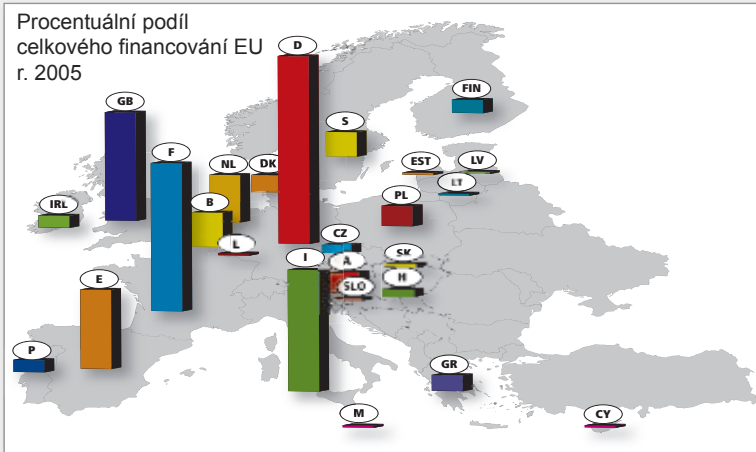 Procentuální podíl
celkového financování EU
r. 2005
D
GB
FIN
S
F
NL
DK
EST
LV
LT
IRL
B
PL
L
CZ
SK
I
A
H
E
SLO
P
GR
M
CY